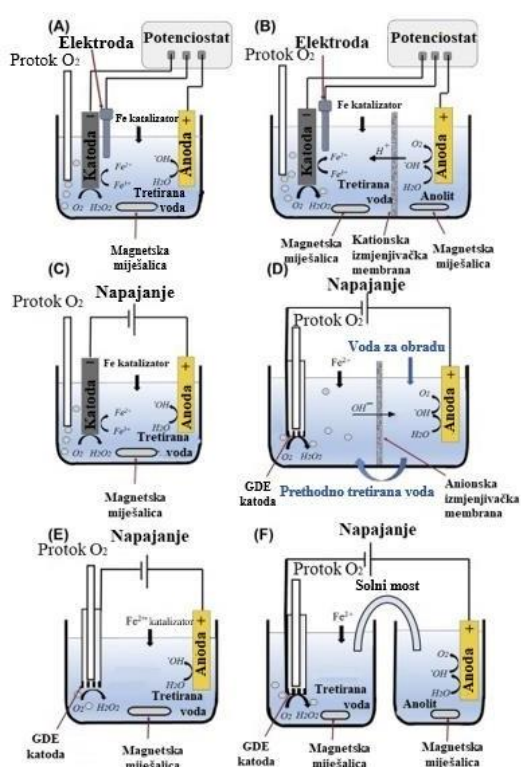 (A)
Elektroda
Potenciostat
Protok O₂
Fe katalizator
Katoda
−
+
Anoda
Fe²⁺
Fe³⁺
•OH
H₂O
O₂ H₂O₂
Tretirana
voda
Magnetska
miješalica
(B)
Elektroda
Potenciostat
Protok O₂
Fe katalizator
Katoda
−
+
Anoda
H⁺
O₂
•OH
H₂O
O₂ H₂O₂
Tretirana
voda
Anolit
Magnetska
miješalica
Kationska
izmjenjivačka
membrana
Magnetska
miješalica
(C)
Napajanje
Protok O₂
Fe katalizator
Katoda
−
+
Anoda
•OH
H₂O
O₂ H₂O₂
Tretirana
voda
Magnetska
miješalica
(D)
Napajanje
Protok O₂
Voda za obradu
Fe²⁺
+
Anoda
OH⁻
O₂
•OH
H₂O
O₂ H₂O₂
GDE
katoda
Prethodno tretirana voda
Anionska
izmjenjivačka
membrana
(E)
Napajanje
Protok O₂
Fe²⁺ katalizator
+
Anoda
•OH
H₂O
O₂ H₂O₂
Tretirana
voda
GDE
katoda
Magnetska
miješalica
(F)
Napajanje
Protok O₂
Solni most
Fe²⁺
+
Anoda
O₂
•OH
H₂O
O₂ H₂O₂
Tretirana
voda
Anolit
GDE
katoda
Magnetska
miješalica
Magnetska
miješalica